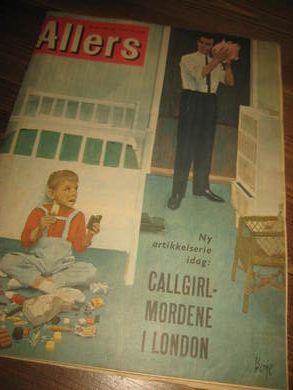 Allers
Ny
artikkelserie
idag:
CALLGIRL-
MORDENE
I LONDON